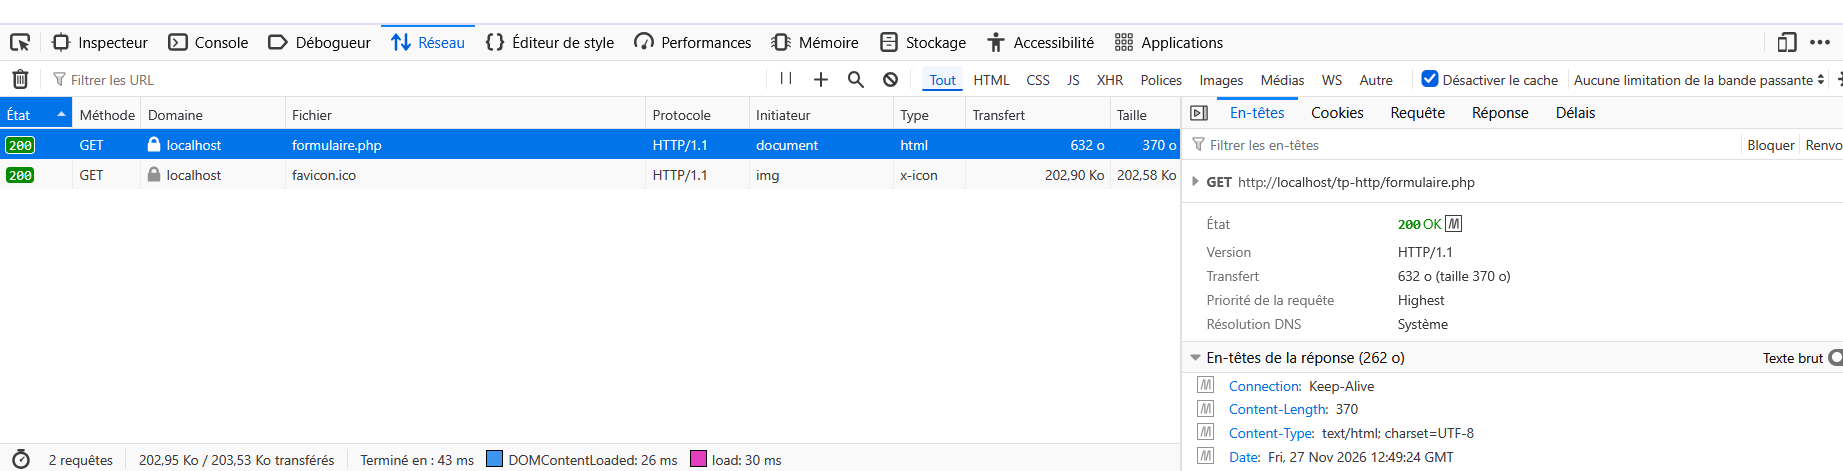 Inspecteur Console Débogueur Réseau Éditeur de style Performances Mémoire Stockage Accessibilité Applications
Filtrer les URL Tout HTML CSS JS XHR Polices Images Médias WS Autre Désactiver le cache Aucune limitation de la bande passante
État Méthode Domaine Fichier Protocole Initiateur Type Transfert Taille
200 GET localhost formulaire.php HTTP/1.1 document html 632 o 370 o
200 GET localhost favicon.ico HTTP/1.1 img x-icon 202,90 Ko 202,58 Ko
2 requêtes 202,95 Ko / 203,53 Ko transférés Terminé en : 43 ms DOMContentLoaded: 26 ms load: 30 ms
En-têtes Cookies Requête Réponse Délais
Filtrer les en-têtes Bloquer Renvo
GET http://localhost/tp-http/formulaire.php
État 200 OK
Version HTTP/1.1
Transfert 632 o (taille 370 o)
Priorité de la requête Highest
Résolution DNS Système
En-têtes de la réponse (262 o) Texte brut
Connection: Keep-Alive
Content-Length: 370
Content-Type: text/html; charset=UTF-8
Date: Fri, 27 Nov 2026 12:49:24 GMT